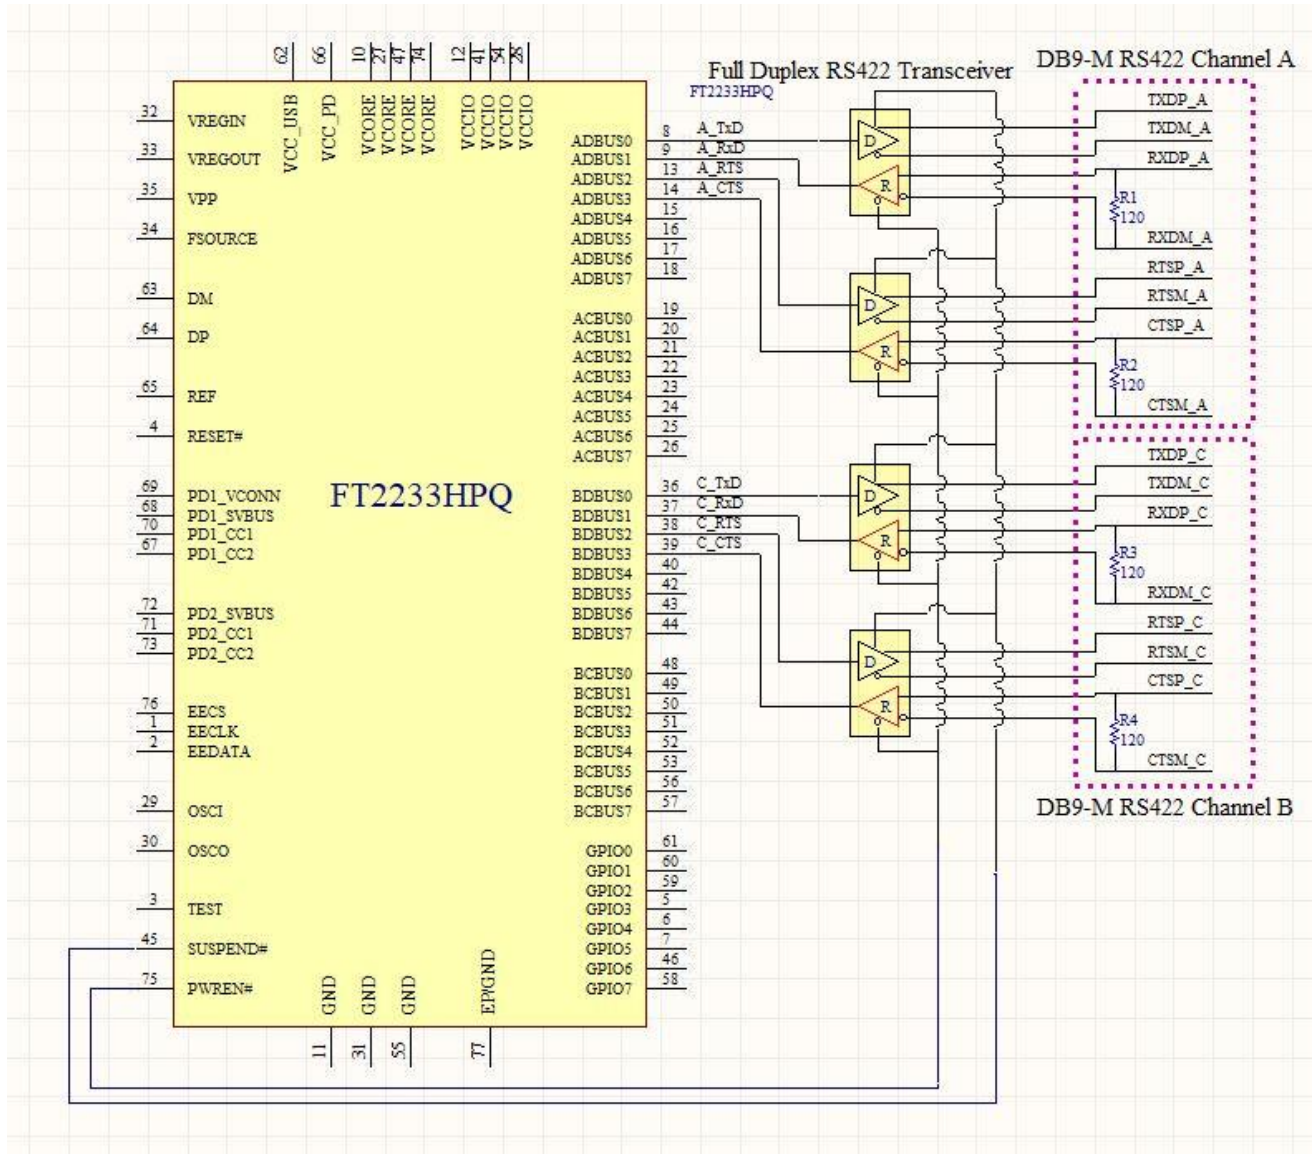 62
66
10
27
47
74
12
41
54
28
VCC_USB
VCC_PD
VCORE
VCORE
VCORE
VCORE
VCCIO
VCCIO
VCCIO
VCCIO
32 VREGIN
33 VREGOUT
35 VPP
34 FSOURCE
63 DM
64 DP
65 REF
4 RESET#
69 PD1_VCONN
68 PD1_SVBUS
70 PD1_CC1
67 PD1_CC2
72 PD2_SVBUS
71 PD2_CC1
73 PD2_CC2
76 EECS
1 EECLK
2 EEDATA
29 OSCI
30 OSCO
3 TEST
45 SUSPEND#
75 PWREN#
FT2233HPQ
GND
GND
GND
EP/GND
11
31
55
77
ADBUS0 8 A_TxD
ADBUS1 9 A_RxD
ADBUS2 13 A_RTS
ADBUS3 14 A_CTS
ADBUS4 15
ADBUS5 16
ADBUS6 17
ADBUS7 18
ACBUS0 19
ACBUS1 20
ACBUS2 21
ACBUS3 22
ACBUS4 23
ACBUS5 24
ACBUS6 25
ACBUS7 26
BDBUS0 36 C_TxD
BDBUS1 37 C_RxD
BDBUS2 38 C_RTS
BDBUS3 39 C_CTS
BDBUS4 40
BDBUS5 42
BDBUS6 43
BDBUS7 44
BCBUS0 48
BCBUS1 49
BCBUS2 50
BCBUS3 51
BCBUS4 52
BCBUS5 53
BCBUS6 56
BCBUS7 57
GPIO0 61
GPIO1 60
GPIO2 59
GPIO3 5
GPIO4 6
GPIO5 7
GPIO6 46
GPIO7 58
Full Duplex RS422 Transceiver
FT2233HPQ
D
R
D
R
D
R
D
R
DB9-M RS422 Channel A
TXDP_A
TXDM_A
RXDP_A
R1
120
RXDM_A
RTSP_A
RTSM_A
CTSP_A
R2
120
CTSM_A
TXDP_C
TXDM_C
RXDP_C
R3
120
RXDM_C
RTSP_C
RTSM_C
CTSP_C
R4
120
CTSM_C
DB9-M RS422 Channel B